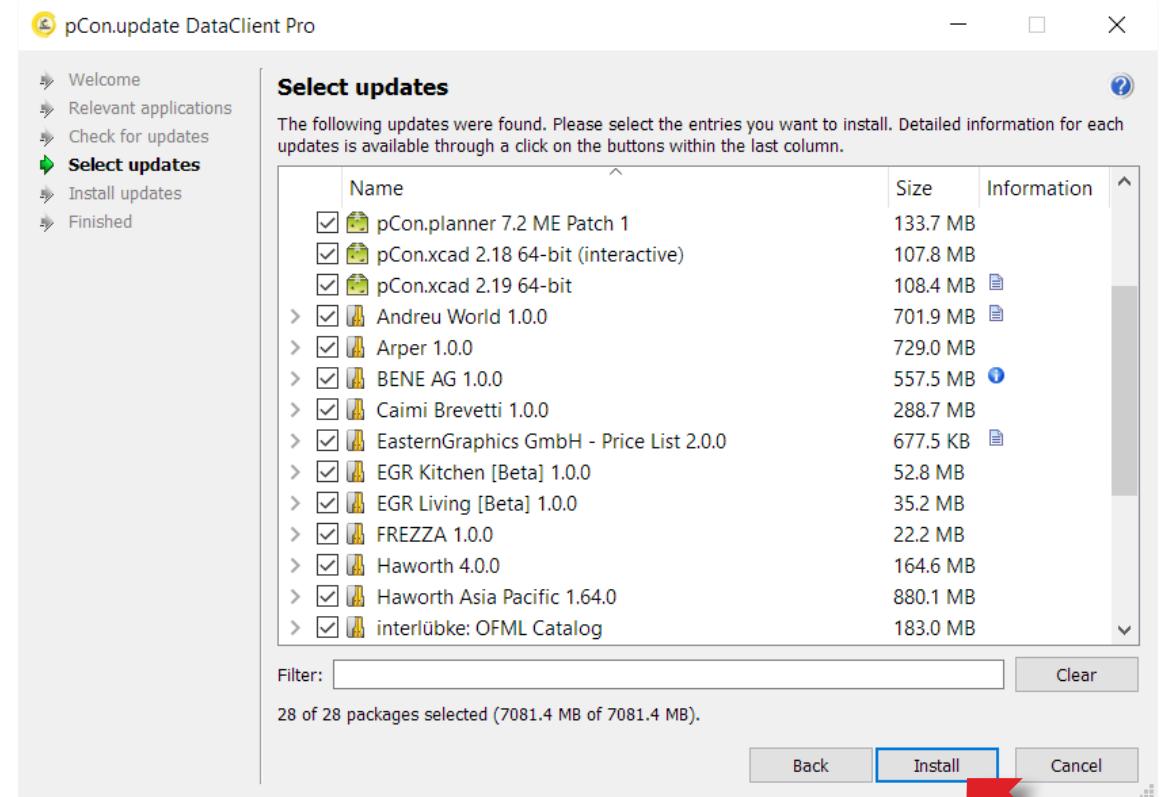 pCon.update DataClient Pro
Welcome
Relevant applications
Check for updates
Select updates
Install updates
Finished
Select updates
The following updates were found. Please select the entries you want to install. Detailed information for each
updates is available through a click on the buttons within the last column.
Name Size Information
pCon.planner 7.2 ME Patch 1 133.7 MB
pCon.xcad 2.18 64-bit (interactive) 107.8 MB
pCon.xcad 2.19 64-bit 108.4 MB
Andreu World 1.0.0 701.9 MB
Arper 1.0.0 729.0 MB
BENE AG 1.0.0 557.5 MB
Caimi Brevetti 1.0.0 288.7 MB
EasternGraphics GmbH - Price List 2.0.0 677.5 KB
EGR Kitchen [Beta] 1.0.0 52.8 MB
EGR Living [Beta] 1.0.0 35.2 MB
FREZZA 1.0.0 22.2 MB
Haworth 4.0.0 164.6 MB
Haworth Asia Pacific 1.64.0 880.1 MB
interlübke: OFML Catalog 183.0 MB
Filter: Clear
28 of 28 packages selected (7081.4 MB of 7081.4 MB).
Back Install Cancel